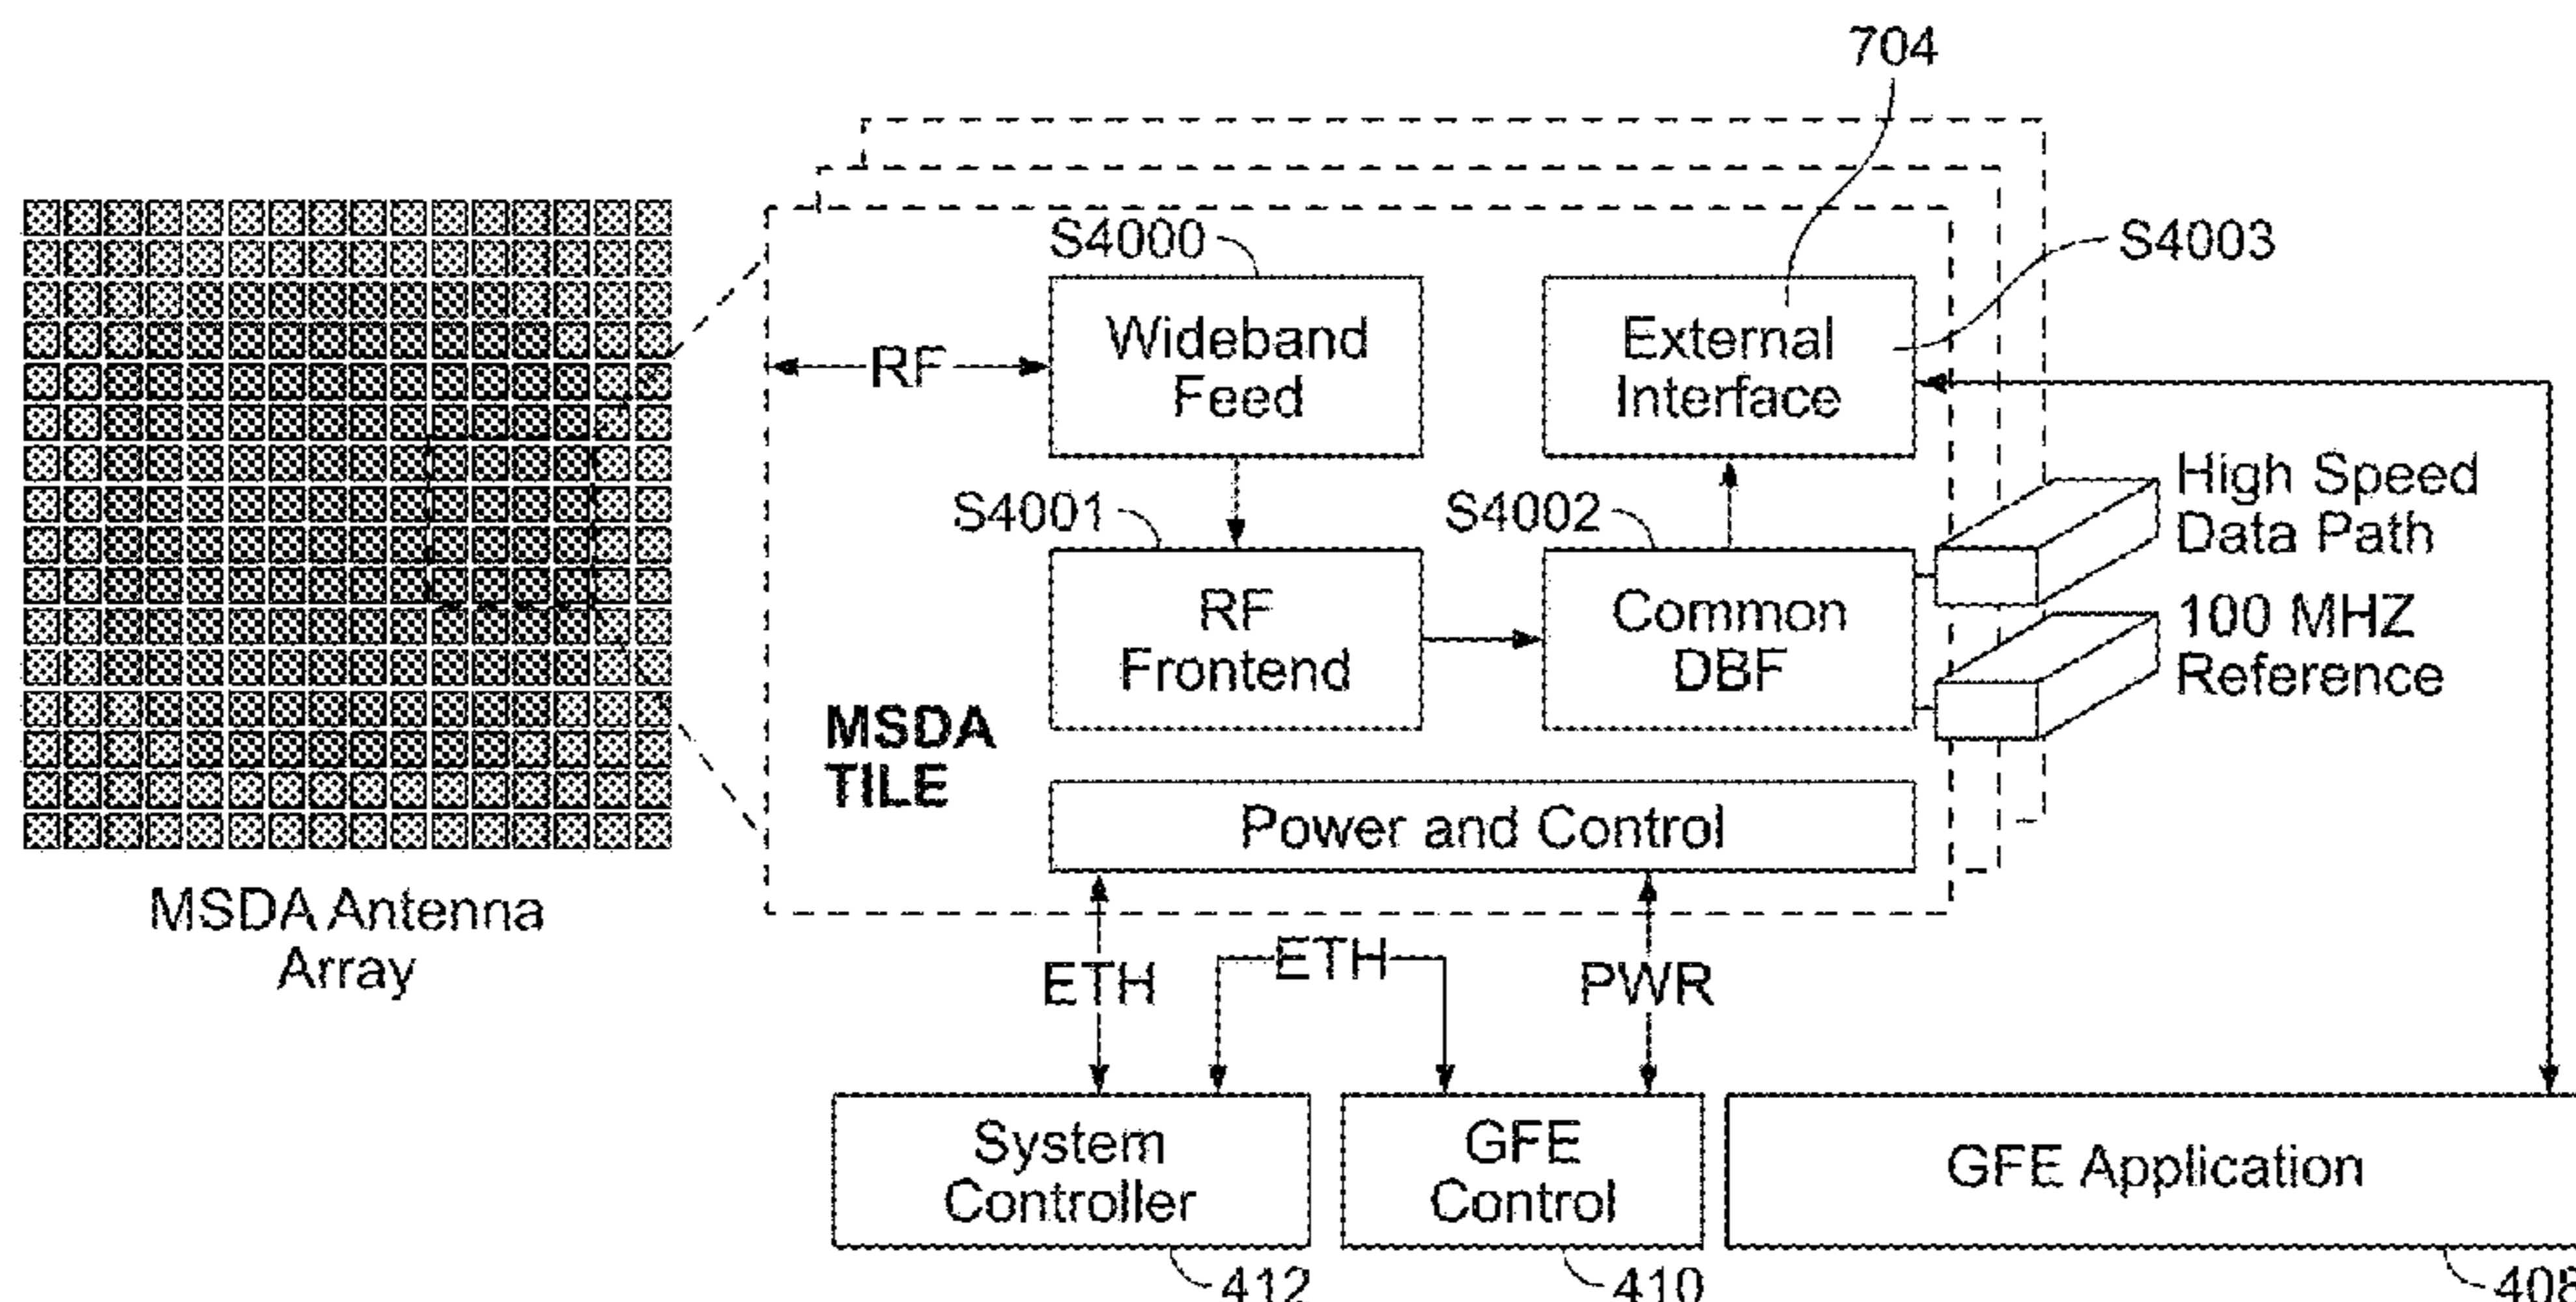 704
S4000
S4003
Wideband
Feed
External
Interface
RF
High Speed
Data Path
S4001
S4002
RF
Frontend
Common
DBF
100 MHZ
Reference
MSDA
TILE
Power and Control
MSDA Antenna
Array
ETH
ETH
PWR
System
Controller
GFE
Control
GFE Application
412
410
408